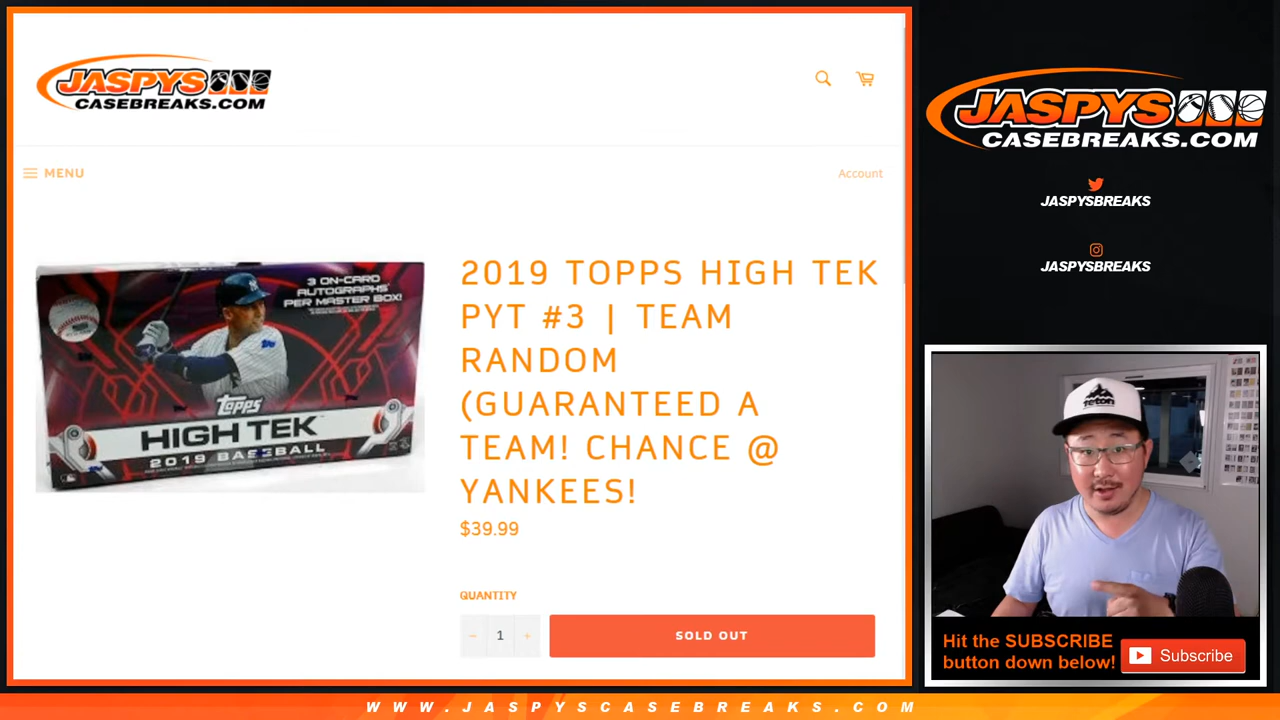 JASPYS
CASEBREAKS.COM
MENU
Account
3 ON-CARD
AUTOGRAPHS
PER MASTER BOX!
topps
HIGH TEK
2019 BASEBALL
2019 TOPPS HIGH TEK
PYT #3 | TEAM
RANDOM
(GUARANTEED A
TEAM! CHANCE @
YANKEES!
$39.99
QUANTITY
− 1 +
SOLD OUT
JASPYS
CASEBREAKS.COM
JASPYSBREAKS
JASPYSBREAKS
TETON
Hit the SUBSCRIBE
button down below!
Subscribe
WWW.JASPYSCASEBREAKS.COM